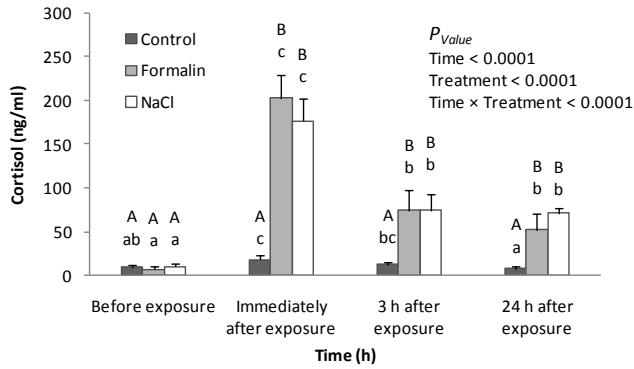 300
250
200
150
100
50
0
Cortisol (ng/ml)
Control
Formalin
NaCl
P Value
Time < 0.0001
Treatment < 0.0001
Time × Treatment < 0.0001
A A A
ab a a
A B B
c c c
A B B
bc b b
A B B
a b b
Before exposure
Immediately
after exposure
3 h after
exposure
24 h after
exposure
Time (h)